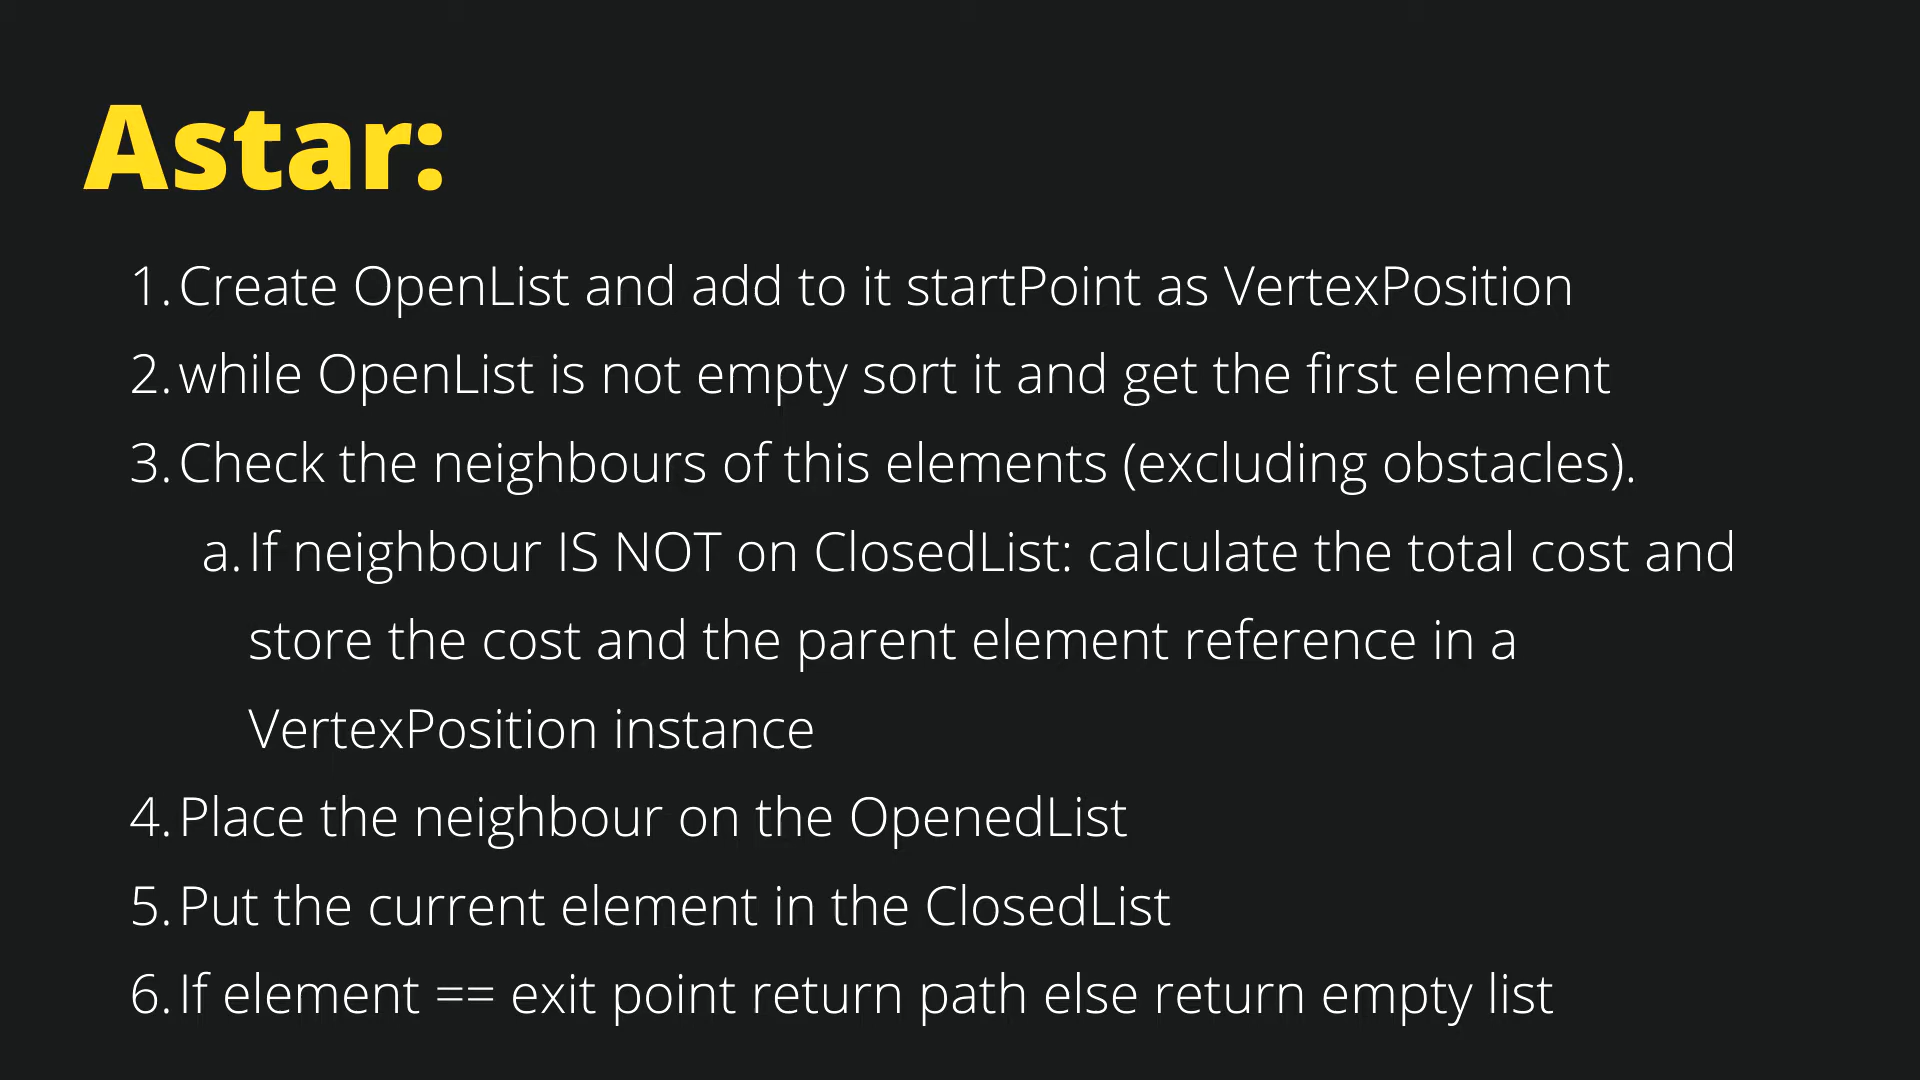 Astar:
1. Create OpenList and add to it startPoint as VertexPosition
2. while OpenList is not empty sort it and get the first element
3. Check the neighbours of this elements (excluding obstacles).
a. If neighbour IS NOT on ClosedList: calculate the total cost and
store the cost and the parent element reference in a
VertexPosition instance
4. Place the neighbour on the OpenedList
5. Put the current element in the ClosedList
6. If element == exit point return path else return empty list